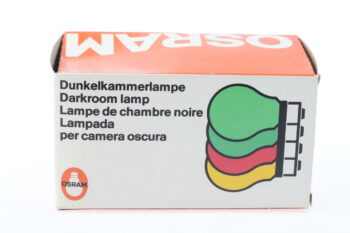 OSRAM
Dunkelkammerlampe
Darkroom lamp
Lampe de chambre noire
Lampada
per camera oscura
OSRAM